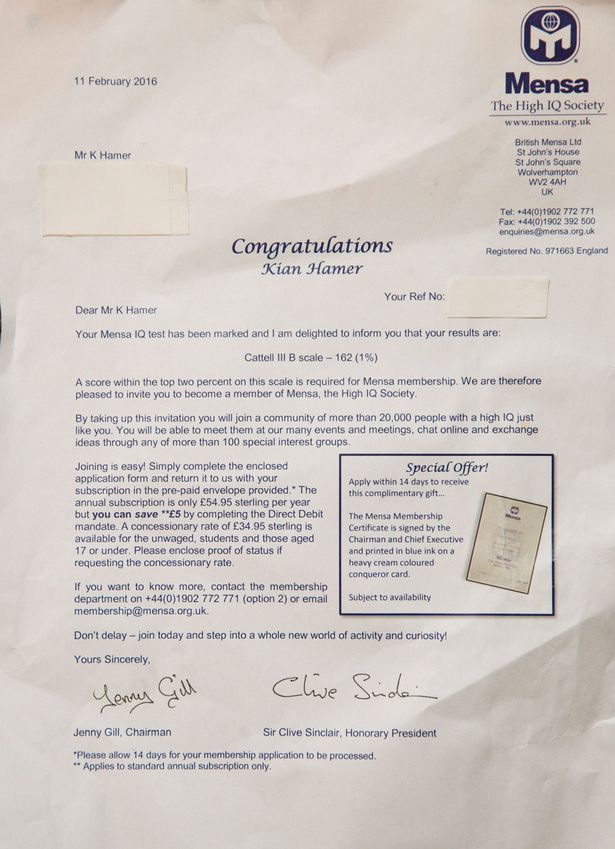 Mensa
The High IQ Society
www.mensa.org.uk
British Mensa Ltd
St John's House
St John's Square
Wolverhampton
WV2 4AH
UK
Tel: +44(0)1902 772 771
Fax: +44(0)1902 392 500
enquiries@mensa.org.uk
Registered No. 971663 England
11 February 2016
Mr K Hamer
Congratulations
Kian Hamer
Your Ref No:
Dear Mr K Hamer
Your Mensa IQ test has been marked and I am delighted to inform you that your results are:
Cattell III B scale – 162 (1%)
A score within the top two percent on this scale is required for Mensa membership. We are therefore
pleased to invite you to become a member of Mensa, the High IQ Society.
By taking up this invitation you will join a community of more than 20,000 people with a high IQ just
like you. You will be able to meet them at our many events and meetings, chat online and exchange
ideas through any of more than 100 special interest groups.
Joining is easy! Simply complete the enclosed
application form and return it to us with your
subscription in the pre-paid envelope provided.* The
annual subscription is only £54.95 sterling per year
but you can save **£5 by completing the Direct Debit
mandate. A concessionary rate of £34.95 sterling is
available for the unwaged, students and those aged
17 or under. Please enclose proof of status if
requesting the concessionary rate.
If you want to know more, contact the membership
department on +44(0)1902 772 771 (option 2) or email
membership@mensa.org.uk.
Special Offer!
Apply within 14 days to receive
this complimentary gift...
The Mensa Membership
Certificate is signed by the
Chairman and Chief Executive
and printed in blue ink on a
heavy cream coloured
conqueror card.
Subject to availability
Mensa
Don't delay – join today and step into a whole new world of activity and curiosity!
Yours Sincerely,
Jenny Gill
Clive Sinclair
Jenny Gill, Chairman
Sir Clive Sinclair, Honorary President
*Please allow 14 days for your membership application to be processed.
** Applies to standard annual subscription only.